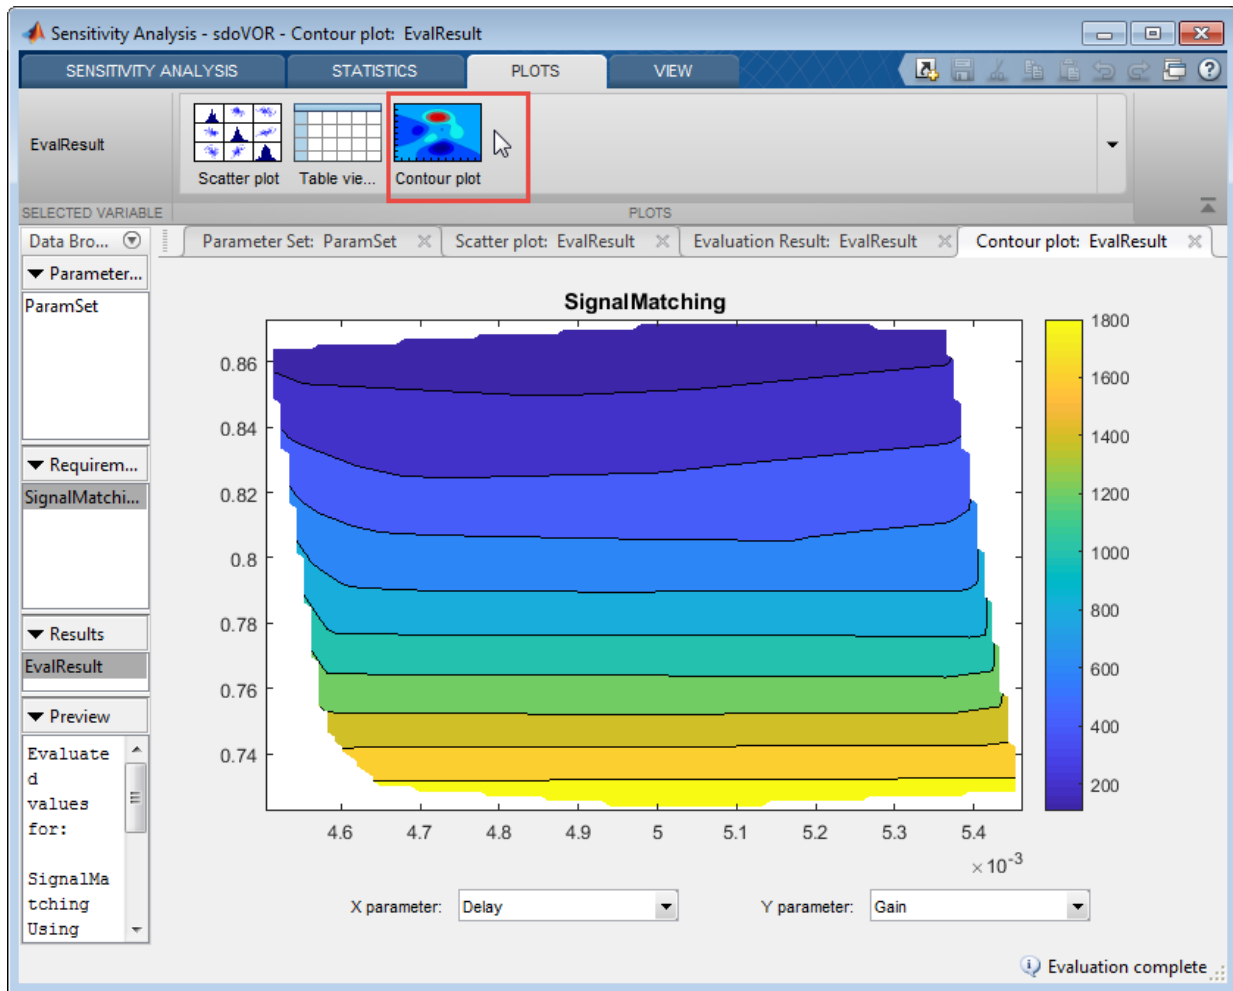 Sensitivity Analysis - sdoVOR - Contour plot: EvalResult
SENSITIVITY ANALYSIS STATISTICS PLOTS VIEW
EvalResult
Scatter plot Table vie... Contour plot
SELECTED VARIABLE PLOTS
Data Bro... Parameter Set: ParamSet Scatter plot: EvalResult Evaluation Result: EvalResult Contour plot: EvalResult
Parameter...
ParamSet
Requirem...
SignalMatchi...
Results
EvalResult
Preview
Evaluate
d
values
for:
SignalMa
tching
Using
SignalMatching
0.86
0.84
0.82
0.8
0.78
0.76
0.74
4.6 4.7 4.8 4.9 5 5.1 5.2 5.3 5.4
× 10-3
1800
1600
1400
1200
1000
800
600
400
200
X parameter: Delay Y parameter: Gain
Evaluation complete